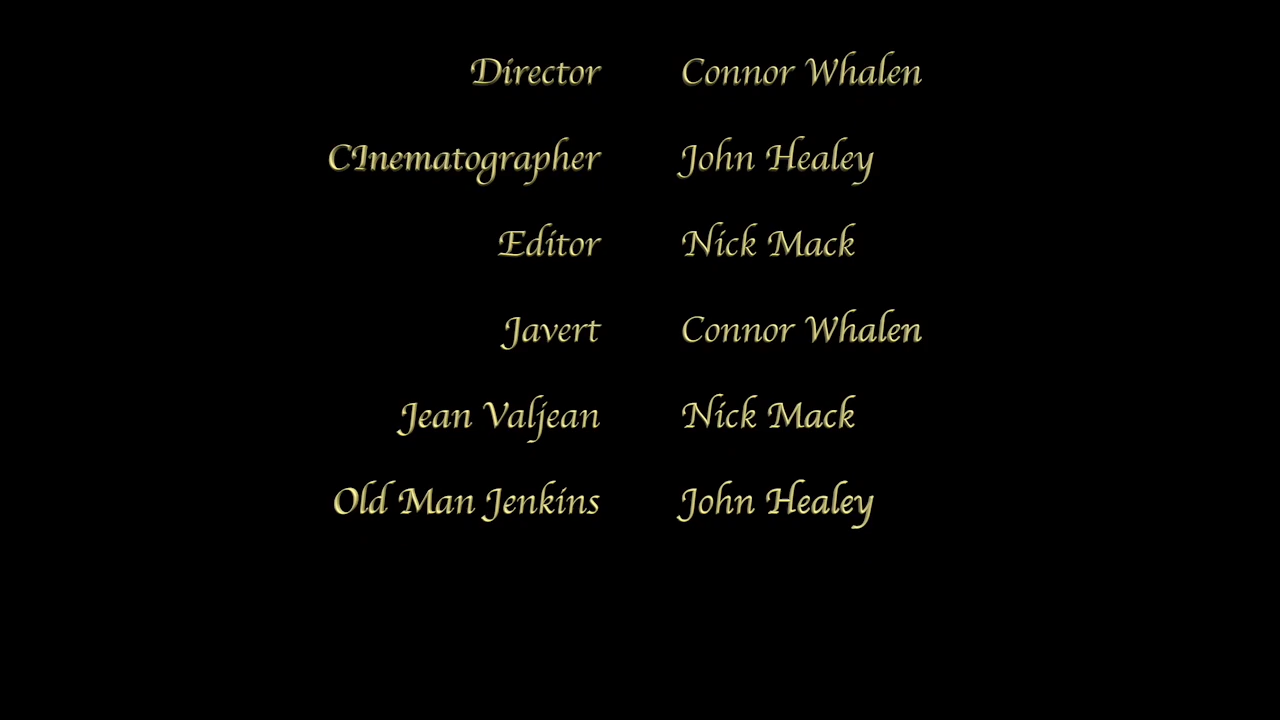 Director Connor Whalen
CInematographer John Healey
Editor Nick Mack
Javert Connor Whalen
Jean Valjean Nick Mack
Old Man Jenkins John Healey